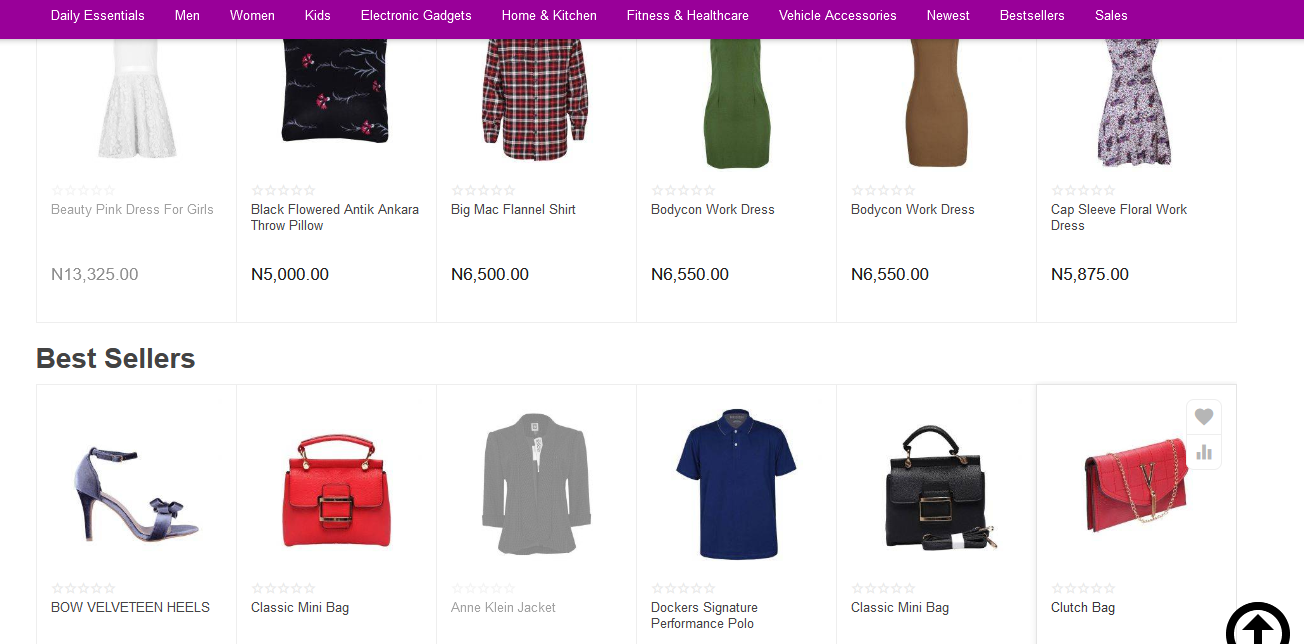 Daily Essentials Men Women Kids Electronic Gadgets Home & Kitchen Fitness & Healthcare Vehicle Accessories Newest Bestsellers Sales
Beauty Pink Dress For Girls
N13,325.00
Black Flowered Antik Ankara
Throw Pillow
N5,000.00
Big Mac Flannel Shirt
N6,500.00
Bodycon Work Dress
N6,550.00
Bodycon Work Dress
N6,550.00
Cap Sleeve Floral Work
Dress
N5,875.00
Best Sellers
BOW VELVETEEN HEELS
Classic Mini Bag
Anne Klein Jacket
Dockers Signature
Performance Polo
Classic Mini Bag
Clutch Bag